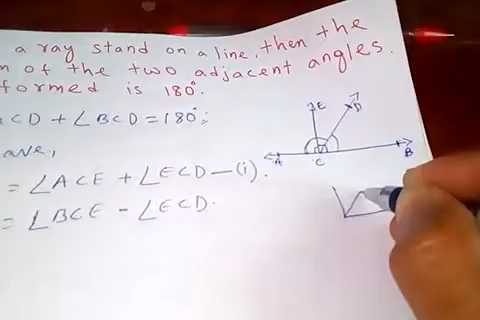 a ray stand on a line, then the
of the two adjacent angles.
formed is 180°.
CD + ∠BCD = 180°;
= ∠ACE + ∠ECD — (i).
= ∠BCE - ∠ECD.
E
D
A
C
B